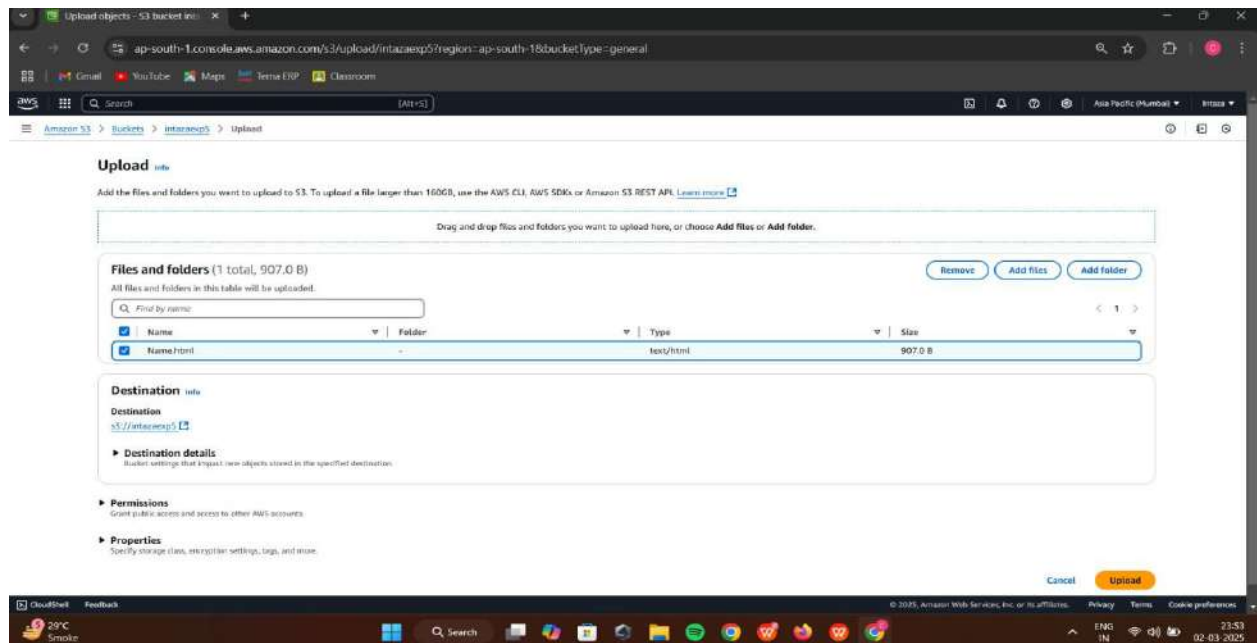 Upload objects - S3 bucket int
ap-south-1.console.aws.amazon.com/s3/upload/intazaexp5?region=ap-south-1&bucketType=general
Gmail YouTube Maps Terna ERP Classroom
aws Search [Alt+S] Asia Pacific (Mumbai) Intaza
Amazon S3 > Buckets > intazaexp5 > Upload
Upload Info
Add the files and folders you want to upload to S3. To upload a file larger than 160GB, use the AWS CLI, AWS SDKs or Amazon S3 REST API. Learn more
Drag and drop files and folders you want to upload here, or choose Add files or Add folder.
Files and folders (1 total, 907.0 B)
Remove Add files Add folder
All files and folders in this table will be uploaded.
Find by name
< 1 >
Name Folder Type Size
Name.html - text/html 907.0 B
Destination Info
Destination
s3://intazaexp5
Destination details
Bucket settings that impact new objects stored in the specified destination.
Permissions
Grant public access and access to other AWS accounts.
Properties
Specify storage class, encryption settings, tags, and more.
Cancel Upload
CloudShell Feedback © 2025, Amazon Web Services, Inc. or its affiliates. Privacy Terms Cookie preferences
29°C
Smoke
Search
ENG
IN
23:53
02-03-2025